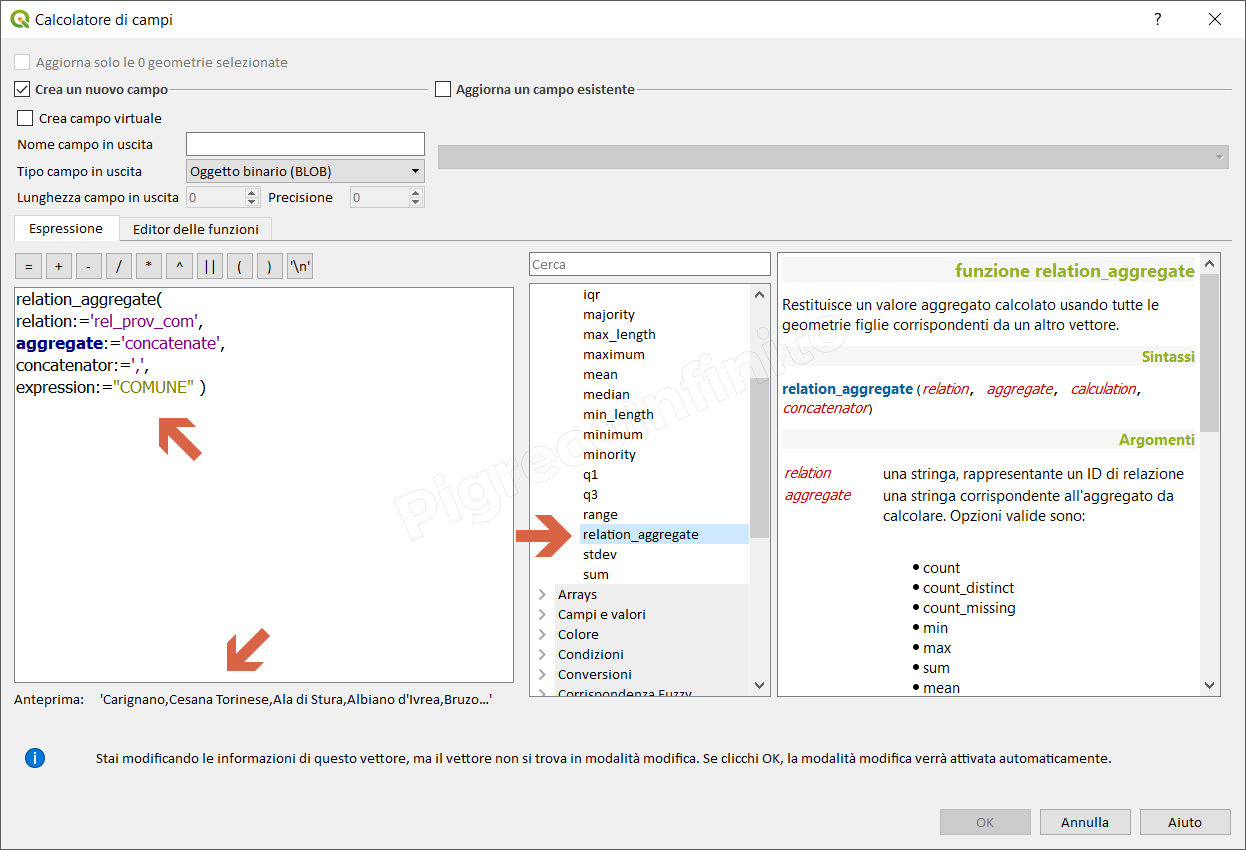 Calcolatore di campi
?
Aggiorna solo le 0 geometrie selezionate
Crea un nuovo campo
Aggiorna un campo esistente
Crea campo virtuale
Nome campo in uscita
Tipo campo in uscita Oggetto binario (BLOB)
Lunghezza campo in uscita 0 Precisione 0
Espressione Editor delle funzioni
= + - / * ^ || ( ) '\n'
relation_aggregate(
relation:='rel_prov_com',
aggregate:='concatenate',
concatenator:=',',
expression:="COMUNE" )
Anteprima: 'Carignano,Cesana Torinese,Ala di Stura,Albiano d'Ivrea,Bruzo...'
Cerca
iqr
majority
max_length
maximum
mean
median
min_length
minimum
minority
q1
q3
range
relation_aggregate
stdev
sum
Arrays
Campi e valori
Colore
Condizioni
Conversioni
Corrispondenza Fuzzy
funzione relation_aggregate
Restituisce un valore aggregato calcolato usando tutte le
geometrie figlie corrispondenti da un altro vettore.
Sintassi
relation_aggregate(relation, aggregate, calculation,
concatenator)
Argomenti
relation una stringa, rappresentante un ID di relazione
aggregate una stringa corrispondente all'aggregato da
calcolare. Opzioni valide sono:
• count
• count_distinct
• count_missing
• min
• max
• sum
• mean
Pigrecoinfinito
Stai modificando le informazioni di questo vettore, ma il vettore non si trova in modalità modifica. Se clicchi OK, la modalità modifica verrà attivata automaticamente.
OK Annulla Aiuto